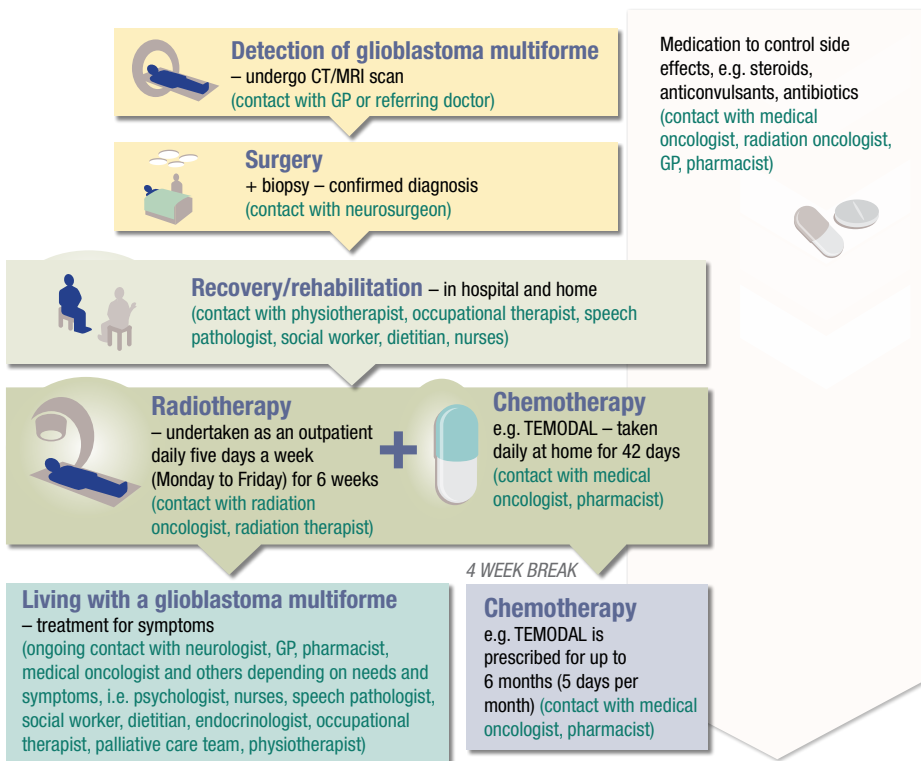 Detection of glioblastoma multiforme
– undergo CT/MRI scan
(contact with GP or referring doctor)
Surgery
+ biopsy – confirmed diagnosis
(contact with neurosurgeon)
Recovery/rehabilitation – in hospital and home
(contact with physiotherapist, occupational therapist, speech
pathologist, social worker, dietitian, nurses)
Radiotherapy
– undertaken as an outpatient
daily five days a week
(Monday to Friday) for 6 weeks
(contact with radiation
oncologist, radiation therapist)
+
Chemotherapy
e.g. TEMODAL – taken
daily at home for 42 days
(contact with medical
oncologist, pharmacist)
Living with a glioblastoma multiforme
– treatment for symptoms
(ongoing contact with neurologist, GP, pharmacist,
medical oncologist and others depending on needs and
symptoms, i.e. psychologist, nurses, speech pathologist,
social worker, dietitian, endocrinologist, occupational
therapist, palliative care team, physiotherapist)
4 WEEK BREAK
Chemotherapy
e.g. TEMODAL is
prescribed for up to
6 months (5 days per
month) (contact with medical
oncologist, pharmacist)
Medication to control side
effects, e.g. steroids,
anticonvulsants, antibiotics
(contact with medical
oncologist, radiation oncologist,
GP, pharmacist)